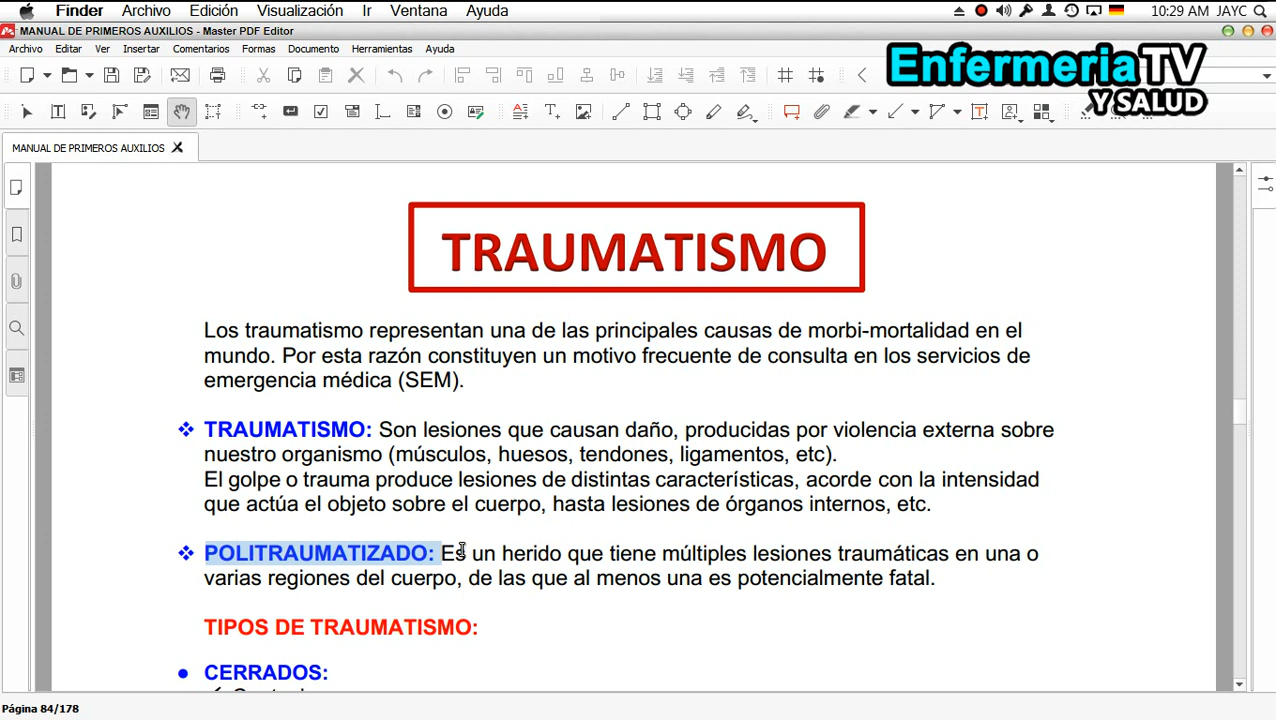 Finder Archivo Edición Visualización Ir Ventana Ayuda 10:29 AM JAYC
MANUAL DE PRIMEROS AUXILIOS - Master PDF Editor
Archivo Editar Ver Insertar Comentarios Formas Documento Herramientas Ayuda
EnfermeriaTV
Y SALUD
MANUAL DE PRIMEROS AUXILIOS
TRAUMATISMO
Los traumatismo representan una de las principales causas de morbi-mortalidad en el
mundo. Por esta razón constituyen un motivo frecuente de consulta en los servicios de
emergencia médica (SEM).
TRAUMATISMO: Son lesiones que causan daño, producidas por violencia externa sobre
nuestro organismo (músculos, huesos, tendones, ligamentos, etc).
El golpe o trauma produce lesiones de distintas características, acorde con la intensidad
que actúa el objeto sobre el cuerpo, hasta lesiones de órganos internos, etc.
POLITRAUMATIZADO: Es un herido que tiene múltiples lesiones traumáticas en una o
varias regiones del cuerpo, de las que al menos una es potencialmente fatal.
TIPOS DE TRAUMATISMO:
CERRADOS:
Página 84/178